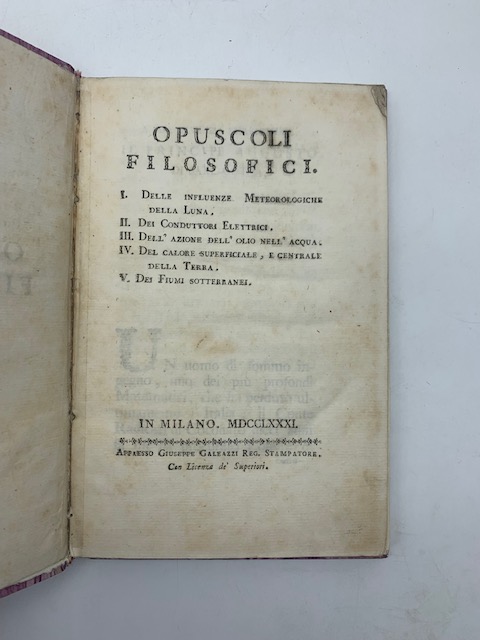 OPUSCOLI
FILOSOFICI.
I. DELLE INFLUENZE METEOROLOGICHE
DELLA LUNA.
II. DEI CONDUTTORI ELETTRICI.
III. DELL' AZIONE DELL' OLIO NELL' ACQUA.
IV. DEL CALORE SUPERFICIALE, E CENTRALE
DELLA TERRA.
V. DEI FIUMI SOTTERRANEI.
IN MILANO. MDCCLXXXI.
APPRESSO GIUSEPPE GALEAZZI REG. STAMPATORE.
Con Licenza de' Superiori.